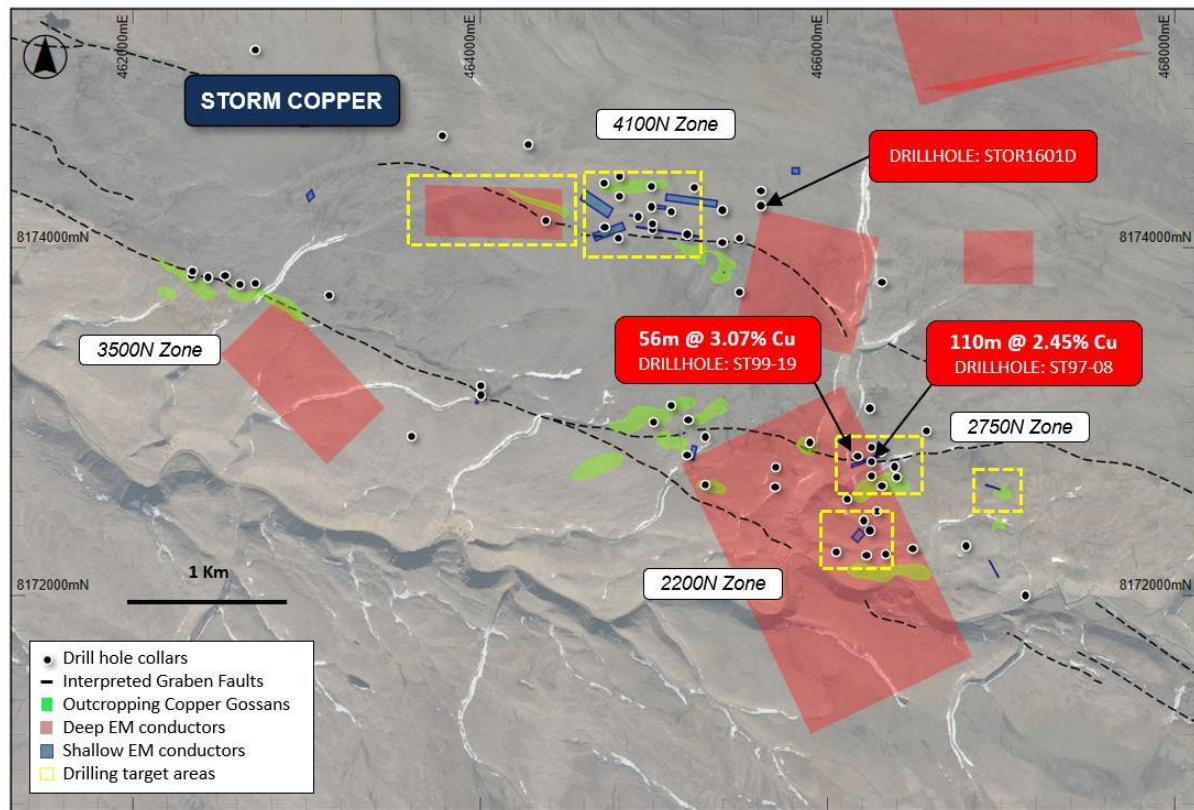 462000mE
464000mE
466000mE
468000mE
STORM COPPER
4100N Zone
DRILLHOLE: STOR1601D
8174000mN
8174000mN
56m @ 3.07% Cu
DRILLHOLE: ST99-19
110m @ 2.45% Cu
DRILLHOLE: ST97-08
3500N Zone
2750N Zone
1 Km
2200N Zone
8172000mN
8172000mN
Drill hole collars
Interpreted Graben Faults
Outcropping Copper Gossans
Deep EM conductors
Shallow EM conductors
Drilling target areas